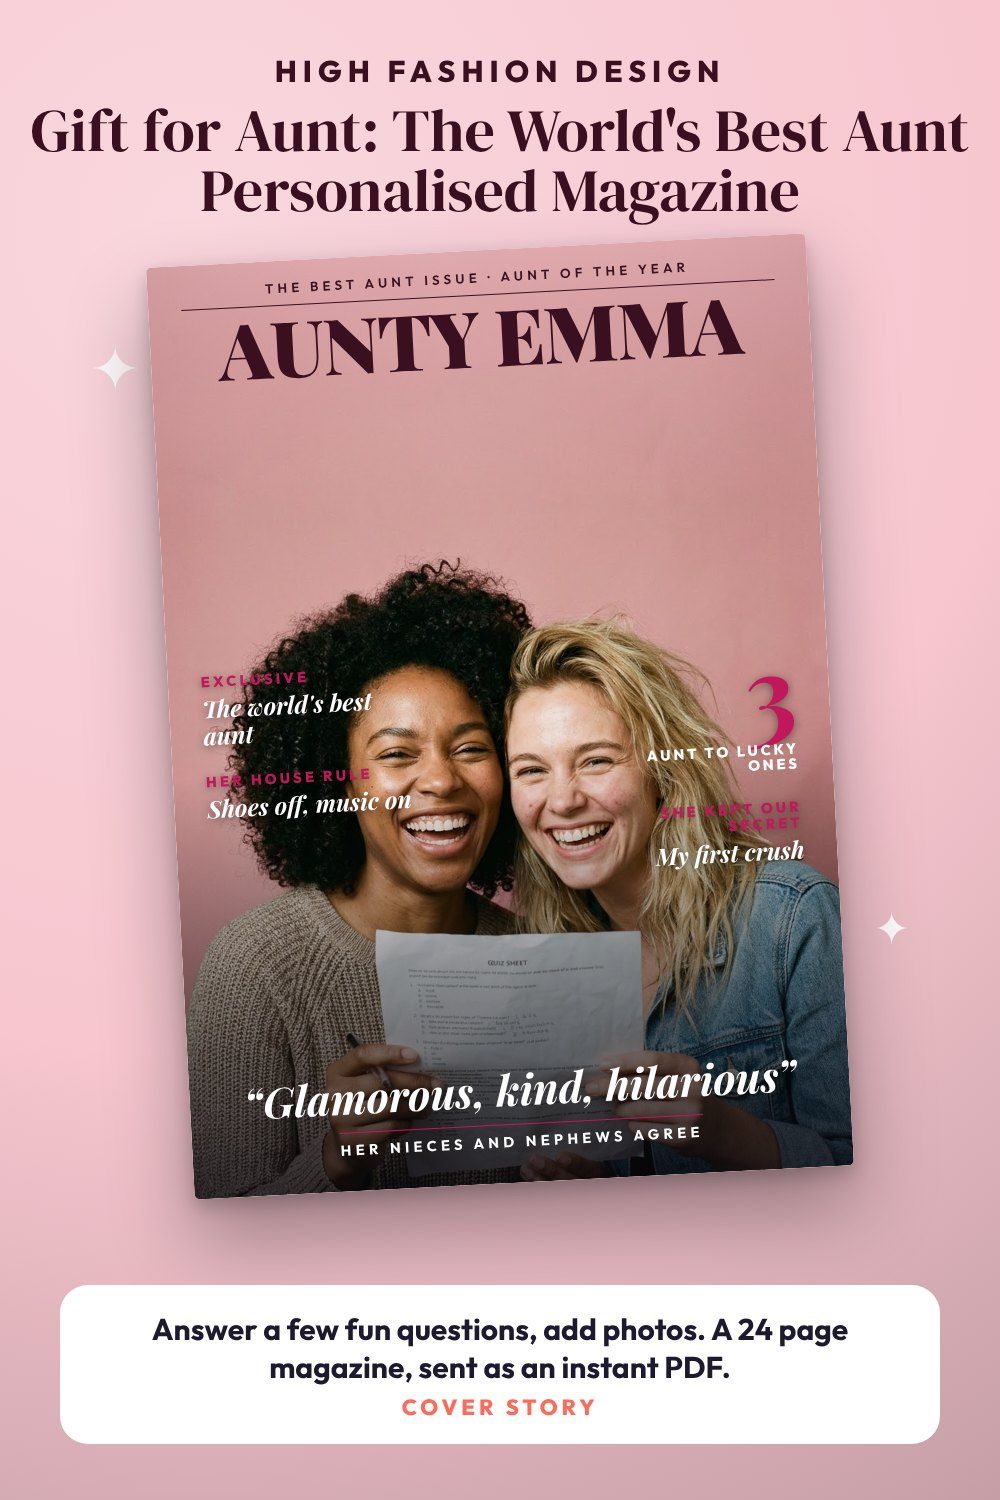 HIGH FASHION DESIGN
Gift for Aunt: The World's Best Aunt
Personalised Magazine
THE BEST AUNT ISSUE · AUNT OF THE YEAR
AUNTY EMMA
EXCLUSIVE
The world's best
aunt
HER HOUSE RULE
Shoes off, music on
3
AUNT TO LUCKY
ONES
SHE KEPT OUR
SECRET
My first crush
QUIZ SHEET
“Glamorous, kind, hilarious”
HER NIECES AND NEPHEWS AGREE
Answer a few fun questions, add photos. A 24 page
magazine, sent as an instant PDF.
COVER STORY